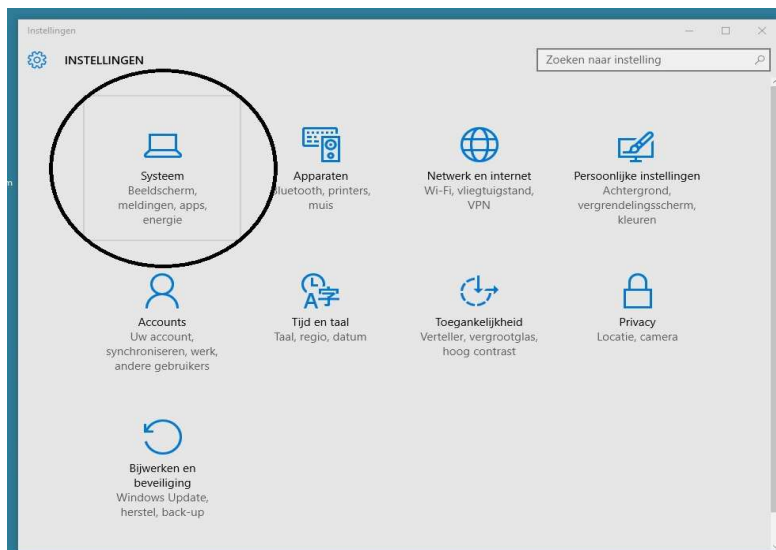 Instellingen
INSTELLINGEN
Zoeken naar instelling
Systeem
Beeldscherm,
meldingen, apps,
energie
Apparaten
luetooth, printers,
muis
Netwerk en internet
Wi-Fi, vliegtuigstand,
VPN
Persoonlijke instellingen
Achtergrond,
vergrendelingsscherm,
kleuren
Accounts
Uw account,
synchroniseren, werk,
andere gebruikers
Tijd en taal
Taal, regio, datum
Toegankelijkheid
Verteller, vergrootglas,
hoog contrast
Privacy
Locatie, camera
Bijwerken en
beveiliging
Windows Update,
herstel, back-up